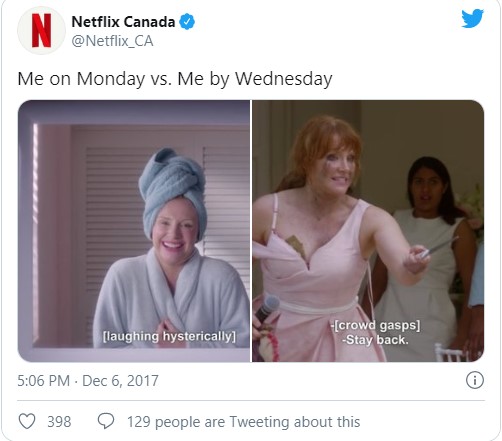 Netflix Canada
@Netflix_CA
Me on Monday vs. Me by Wednesday
[laughing hysterically]
-[crowd gasps]
-Stay back.
5:06 PM · Dec 6, 2017
398 129 people are Tweeting about this